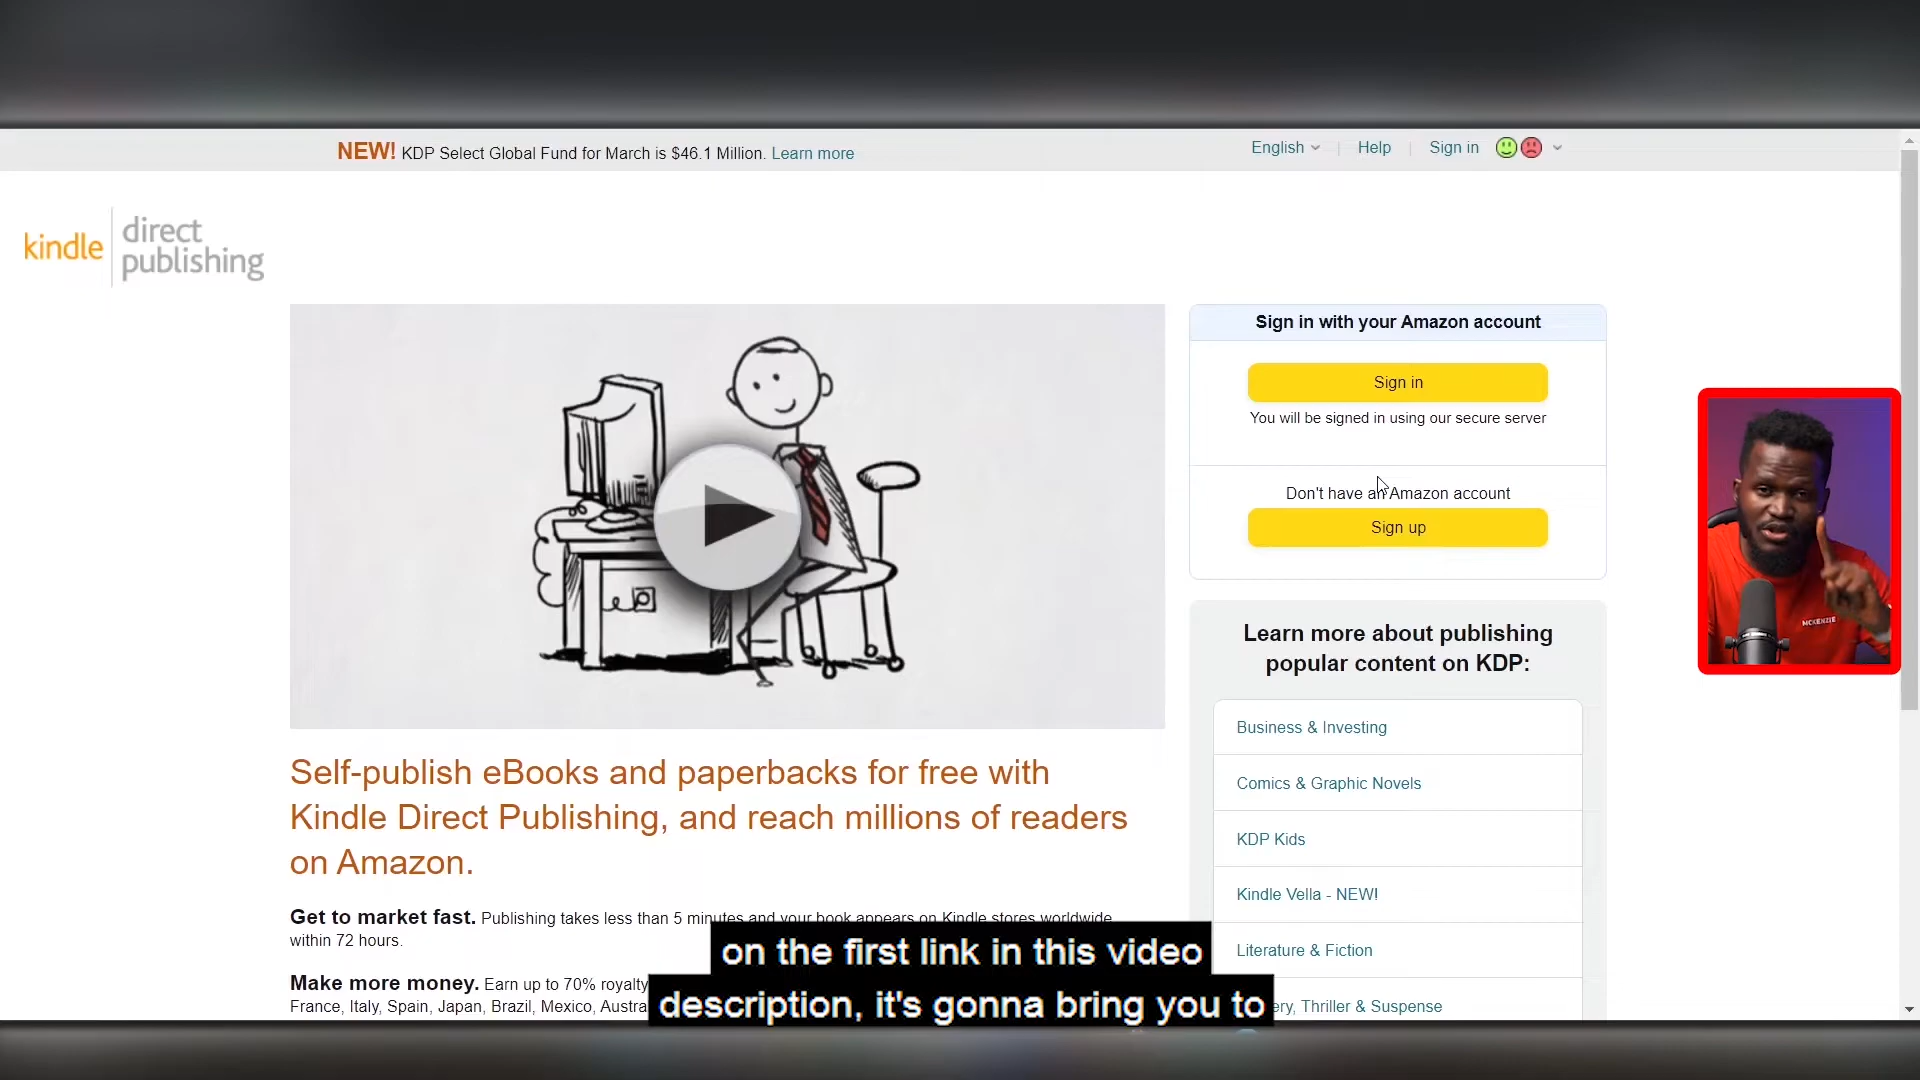 NEW! KDP Select Global Fund for March is $46.1 Million. Learn more
English
Help
Sign in
kindle
direct
publishing
Sign in with your Amazon account
Sign in
You will be signed in using our secure server
Don't have an Amazon account
Sign up
Learn more about publishing
popular content on KDP:
Business & Investing
Comics & Graphic Novels
KDP Kids
Kindle Vella - NEW!
Literature & Fiction
Thriller & Suspense
MCKENZIE
Self-publish eBooks and paperbacks for free with
Kindle Direct Publishing, and reach millions of readers
on Amazon.
Get to market fast. Publishing takes less than 5 minutes and your book appears on Kindle stores worldwide
within 72 hours.
Make more money. Earn up to 70% royalty
France, Italy, Spain, Japan, Brazil, Mexico,
on the first link in this video
description, it's gonna bring you to